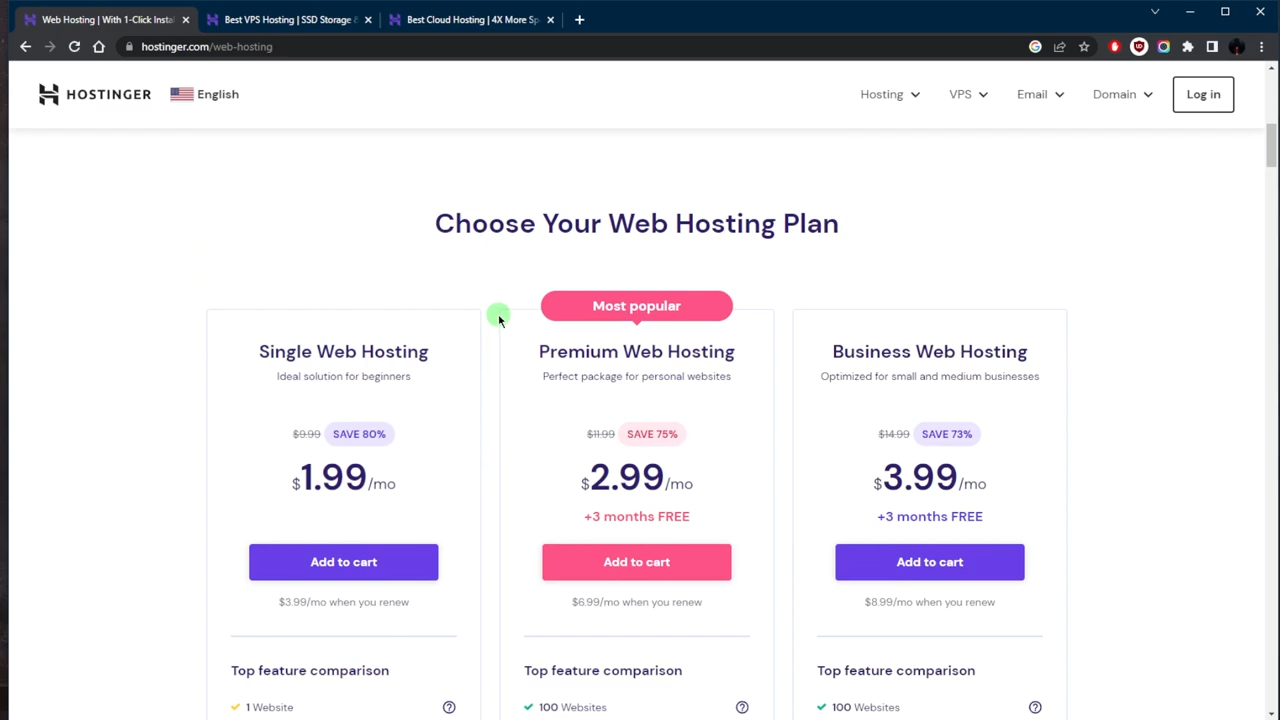 Web Hosting | With 1-Click Instal
Best VPS Hosting | SSD Storage &
Best Cloud Hosting | 4X More Sp
hostinger.com/web-hosting
HOSTINGER
English
Hosting
VPS
Email
Domain
Log in
Choose Your Web Hosting Plan
Most popular
Single Web Hosting
Ideal solution for beginners
$9.99 SAVE 80%
$1.99/mo
Add to cart
$3.99/mo when you renew
Top feature comparison
1 Website
Premium Web Hosting
Perfect package for personal websites
$11.99 SAVE 75%
$2.99/mo
+3 months FREE
Add to cart
$6.99/mo when you renew
Top feature comparison
100 Websites
Business Web Hosting
Optimized for small and medium businesses
$14.99 SAVE 73%
$3.99/mo
+3 months FREE
Add to cart
$8.99/mo when you renew
Top feature comparison
100 Websites